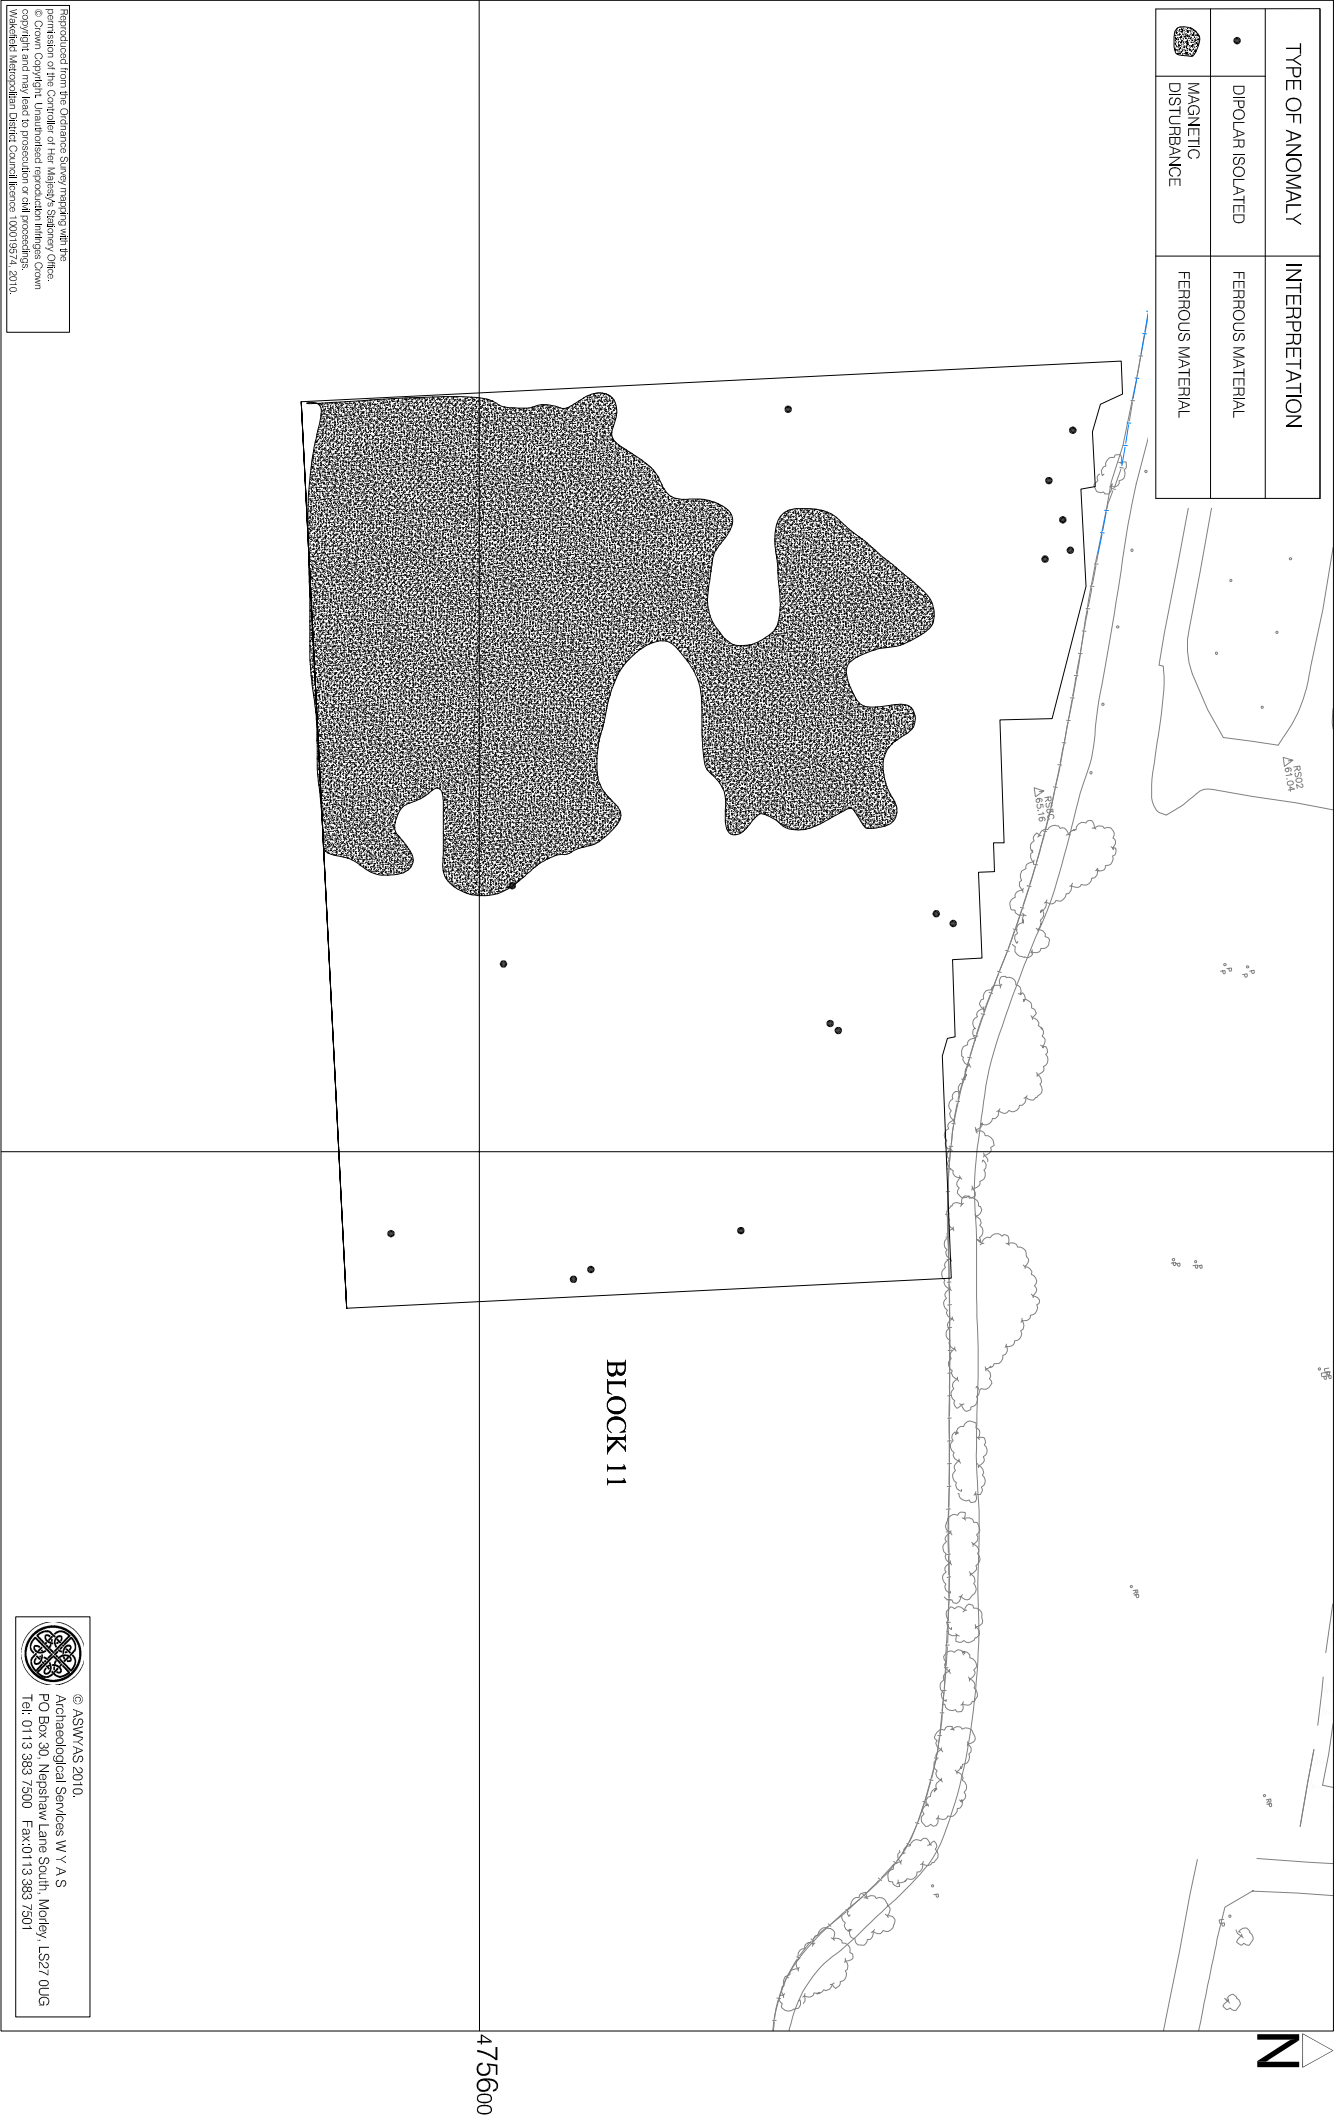 TYPE OF ANOMALY INTERPRETATION
DIPOLAR ISOLATED FERROUS MATERIAL
MAGNETIC
DISTURBANCE
FERROUS MATERIAL
RS02
61.04
65.16
P
P
P
P
RP
RP
P
LP
BLOCK 11
475600
N
Reproduced from the Ordnance Survey mapping with the
permission of the Controller of Her Majesty's Stationery Office.
© Crown Copyright. Unauthorised reproduction infringes Crown
copyright and may lead to prosecution or civil proceedings.
Wakefield Metropolitan District Council licence 100019574, 2010.
© ASWYAS 2010.
Archaeological Services W Y A S
PO Box 30, Nepshaw Lane South, Morley, LS27 0UG
Tel: 0113 383 7500 Fax:0113 383 7501